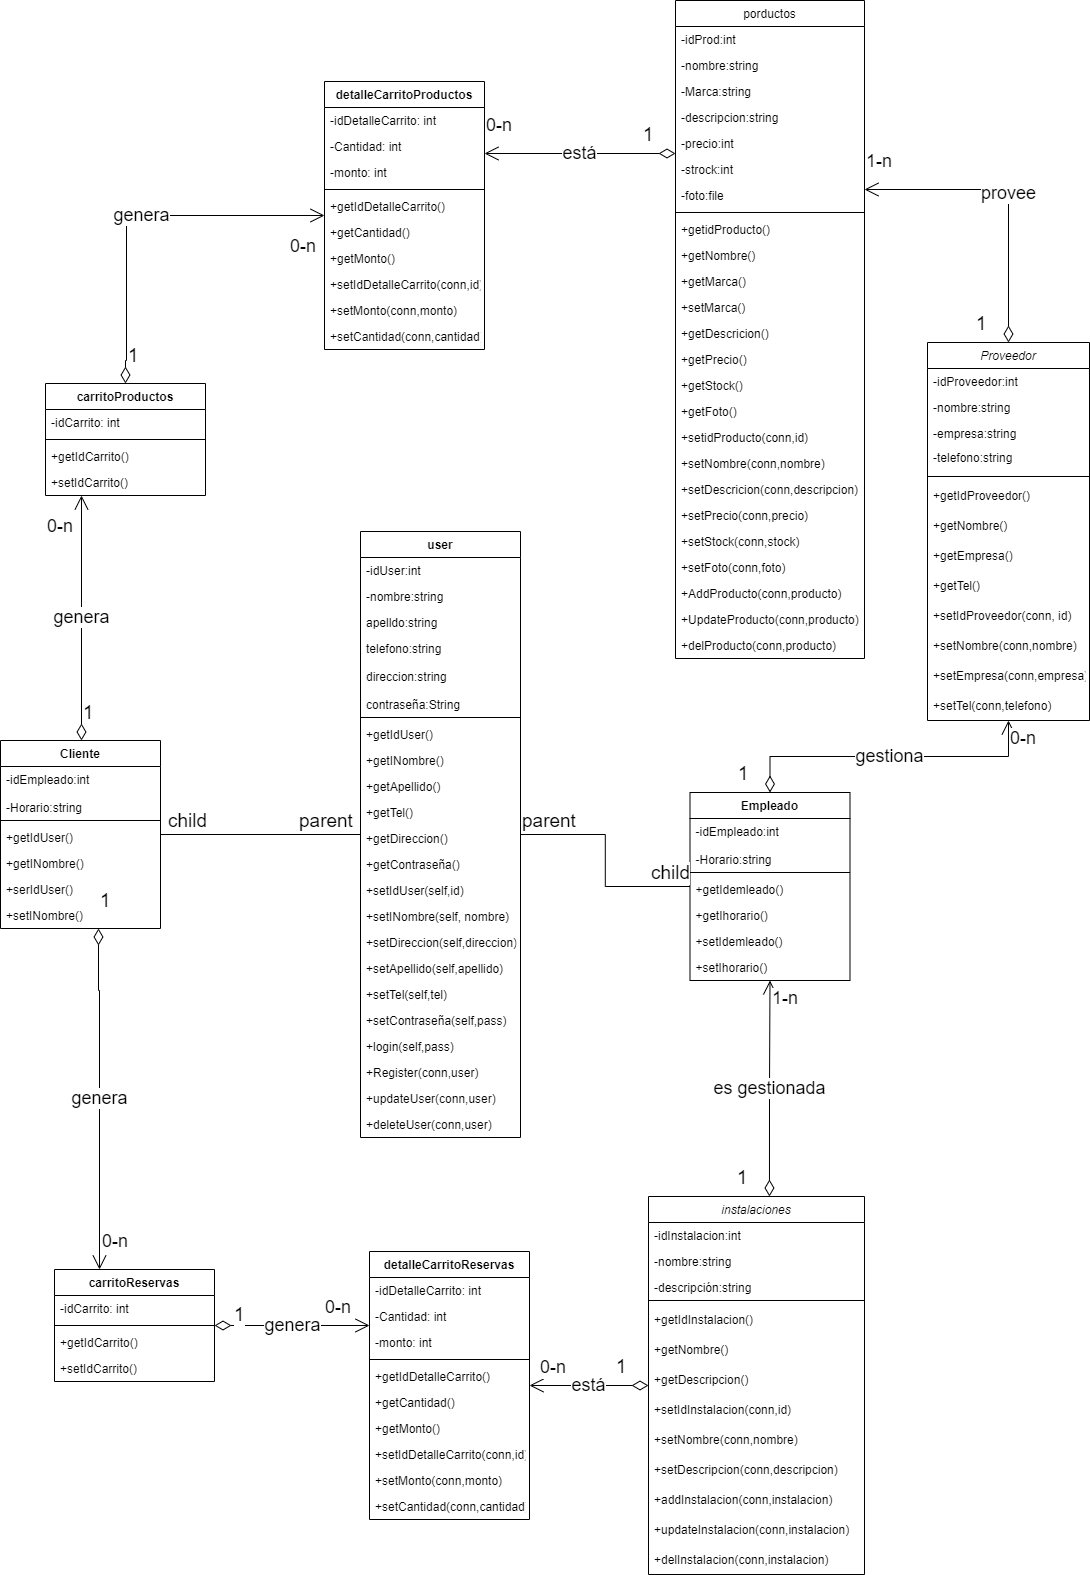 porductos
-idProd:int
-nombre:string
-Marca:string
-descripcion:string
-precio:int
-strock:int
-foto:file
+getidProducto()
+getNombre()
+getMarca()
+setMarca()
+getDescricion()
+getPrecio()
+getStock()
+getFoto()
+setidProducto(conn,id)
+setNombre(conn,nombre)
+setDescricion(conn,descripcion)
+setPrecio(conn,precio)
+setStock(conn,stock)
+setFoto(conn,foto)
+AddProducto(conn,producto)
+UpdateProducto(conn,producto)
+delProducto(conn,producto)
detalleCarritoProductos
-idDetalleCarrito: int
-Cantidad: int
-monto: int
+getIdDetalleCarrito()
+getCantidad()
+getMonto()
+setIdDetalleCarrito(conn,id)
+setMonto(conn,monto)
+setCantidad(conn,cantidad
0-n
está
1
1-n
provee
1
genera
0-n
1
Proveedor
-idProveedor:int
-nombre:string
-empresa:string
-telefono:string
+getIdProveedor()
+getNombre()
+getEmpresa()
+getTel()
+setIdProveedor(conn, id)
+setNombre(conn,nombre)
+setEmpresa(conn,empresa
+setTel(conn,telefono)
carritoProductos
-idCarrito: int
+getIdCarrito()
+setIdCarrito()
0-n
genera
1
user
-idUser:int
-nombre:string
apelldo:string
telefono:string
direccion:string
contraseña:String
+getIdUser()
+getINombre()
+getApellido()
+getTel()
+getDireccion()
+getContraseña()
+setIdUser(self,id)
+setINombre(self, nombre)
+setDireccion(self,direccion)
+setApellido(self,apellido)
+setTel(self,tel)
+setContraseña(self,pass)
+login(self,pass)
+Register(conn,user)
+updateUser(conn,user)
+deleteUser(conn,user)
Cliente
-idEmpleado:int
-Horario:string
+getIdUser()
+getINombre()
+serIdUser()
+setINombre()
1
child
parent
parent
child
0-n
gestiona
1
Empleado
-idEmpleado:int
-Horario:string
+getIdemleado()
+getIhorario()
+setIdemleado()
+setIhorario()
1-n
es gestionada
1
genera
0-n
carritoReservas
-idCarrito: int
+getIdCarrito()
+setIdCarrito()
1
genera
0-n
detalleCarritoReservas
-idDetalleCarrito: int
-Cantidad: int
-monto: int
+getIdDetalleCarrito()
+getCantidad()
+getMonto()
+setIdDetalleCarrito(conn,id
+setMonto(conn,monto)
+setCantidad(conn,cantidad
0-n
está
1
instalaciones
-idInstalacion:int
-nombre:string
-descripción:string
+getIdInstalacion()
+getNombre()
+getDescripcion()
+setIdInstalacion(conn,id)
+setNombre(conn,nombre)
+setDescripcion(conn,descripcion)
+addInstalacion(conn,instalacion)
+updateInstalacion(conn,instalacion)
+delInstalacion(conn,instalacion)